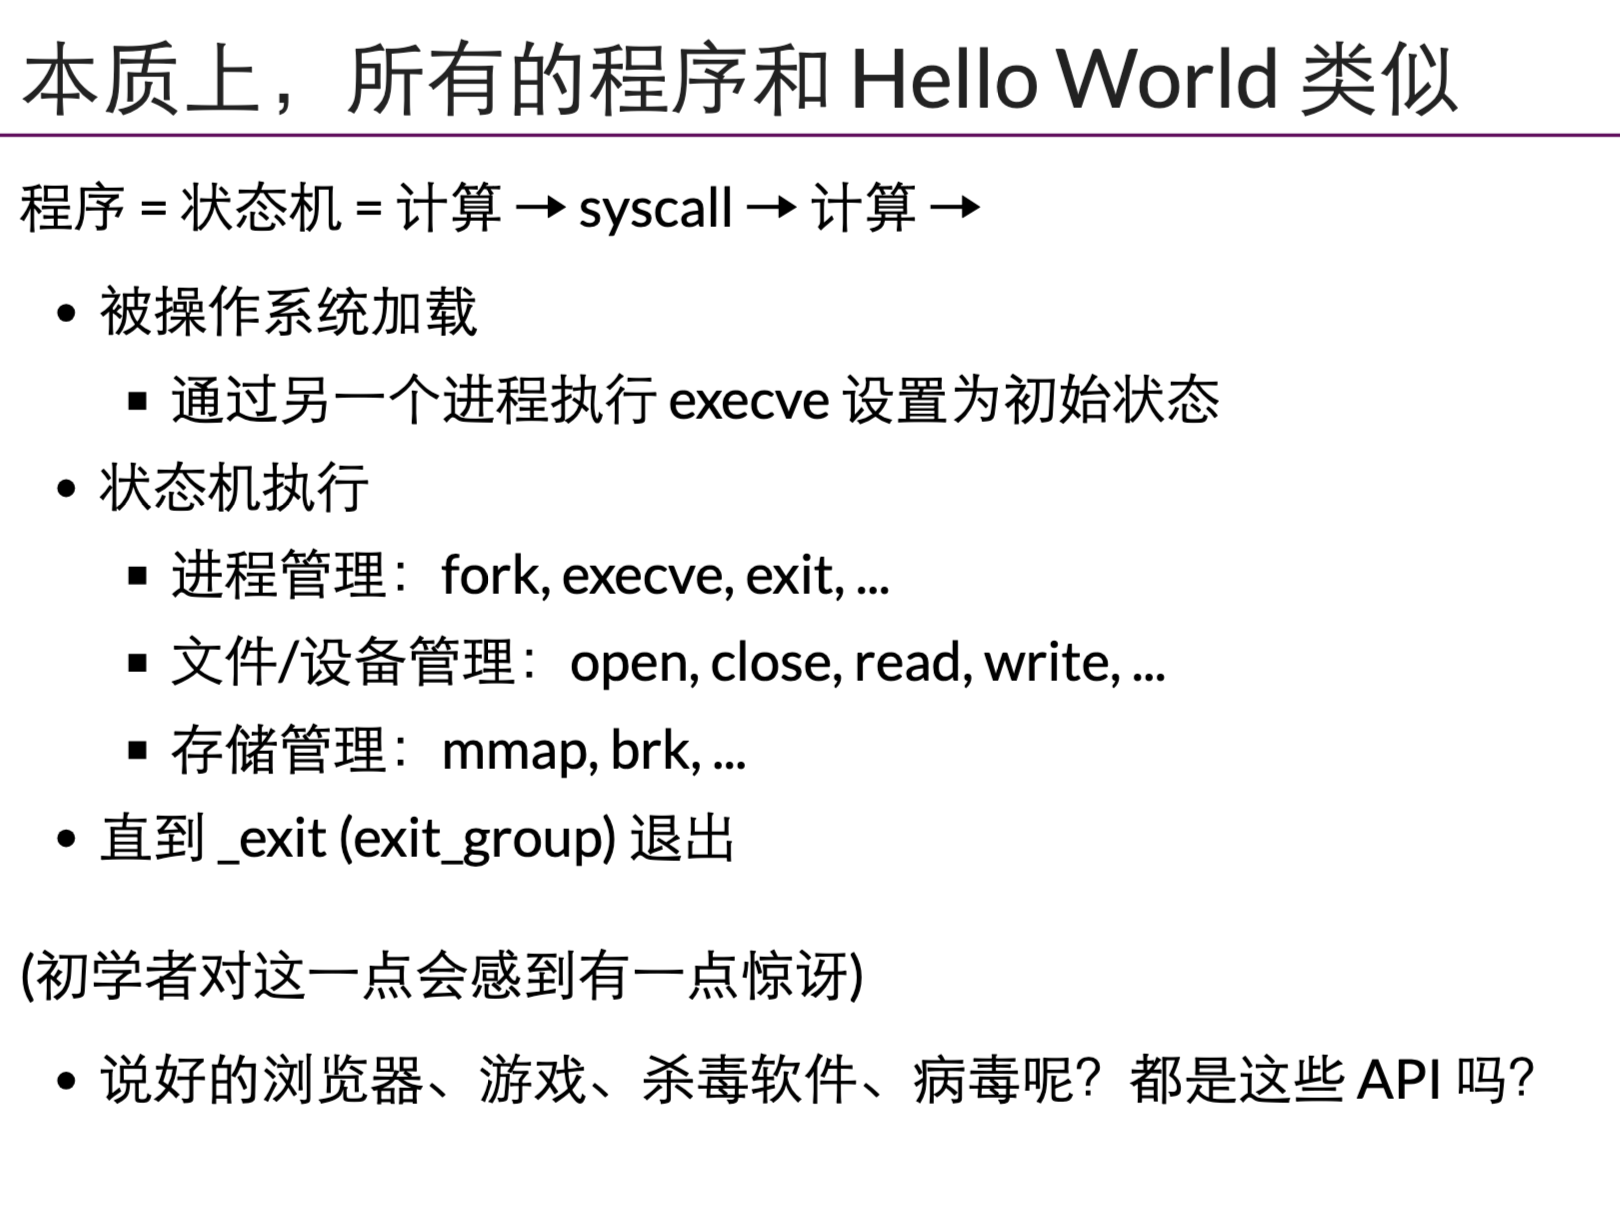 本质上，所有的程序和 Hello World 类似
程序 = 状态机 = 计算 → syscall → 计算 →
• 被操作系统加载
▪ 通过另一个进程执行 execve 设置为初始状态
• 状态机执行
▪ 进程管理：fork, execve, exit, ...
▪ 文件/设备管理：open, close, read, write, ...
▪ 存储管理：mmap, brk, ...
• 直到 _exit (exit_group) 退出
(初学者对这一点会感到有一点惊讶)
• 说好的浏览器、游戏、杀毒软件、病毒呢？都是这些 API 吗？